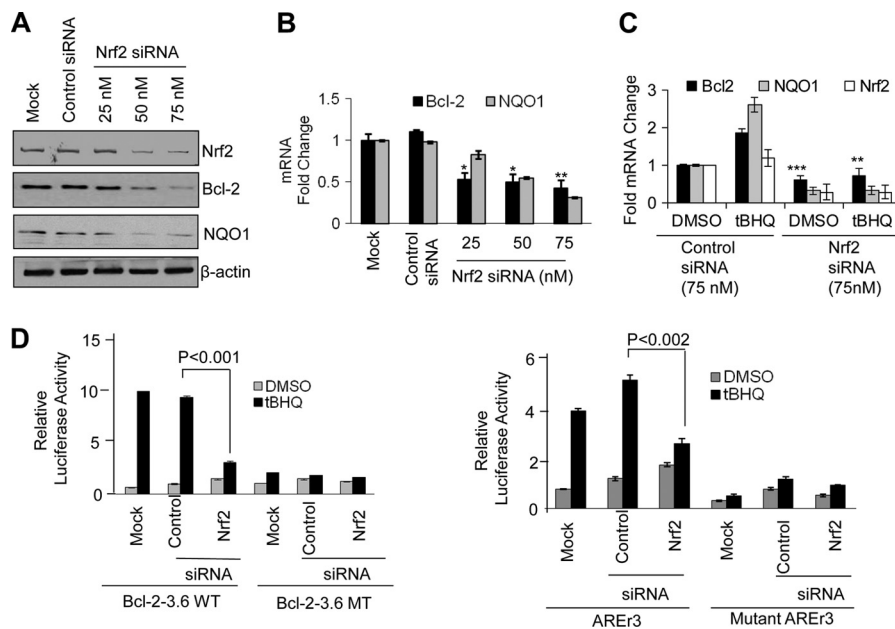 A
Mock
Control siRNA
Nrf2 siRNA
25 nM
50 nM
75 nM
Nrf2
Bcl-2
NQO1
β-actin
B
Bcl-2
NQO1
mRNA
Fold Change
1.5
1.0
0.5
0
*
*
**
Mock
Control
siRNA
25
50
75
Nrf2 siRNA (nM)
C
Bcl2
NQO1
Nrf2
Fold mRNA Change
3
2
1
0
***
**
DMSO
tBHQ
DMSO
tBHQ
Control
siRNA
(75 nM)
Nrf2
siRNA
(75nM)
D
Relative
Luciferase Activity
15
10
5
0
P<0.001
DMSO
tBHQ
Mock
Control
Nrf2
Mock
Control
Nrf2
siRNA
siRNA
Bcl-2-3.6 WT
Bcl-2-3.6 MT
Relative
Luciferase Activity
6
4
2
0
P<0.002
DMSO
tBHQ
Mock
Control
Nrf2
Mock
Control
Nrf2
siRNA
siRNA
AREr3
Mutant AREr3